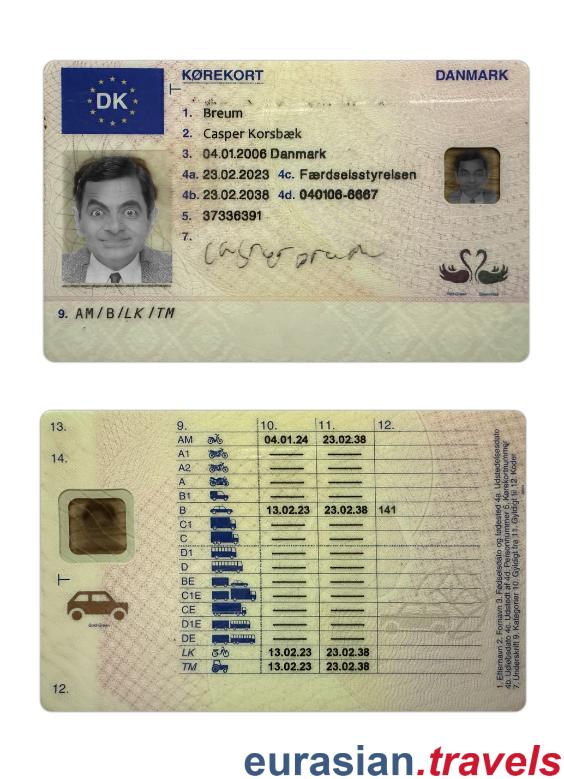 DK
KØREKORT DANMARK
1. Breum
2. Casper Korsbæk
3. 04.01.2006 Danmark
4a. 23.02.2023 4c. Færdselsstyrelsen
4b. 23.02.2038 4d. 040106-6667
5. 37336391
7.
9. AM/B/LK/TM
13.
14.
12.
9. 10. 11. 12.
AM 04.01.24 23.02.38
A1
A2
A
B1
B 13.02.23 23.02.38 141
C1
C
D1
D
BE
C1E
CE
D1E
DE
LK 13.02.23 23.02.38
TM 13.02.23 23.02.38
1. Efternavn 2. Fornavn 3. Fødselsdato og fødested 4a. Udstedelsesdato
4b. Udløbsdato 4c. Udstedt af 4d. Personnummer 5. Kørekortnummer
7. Underskrift 9. Kategorier 10. Gyldigt fra 11. Gyldigt til 12. Koder
eurasian.travels